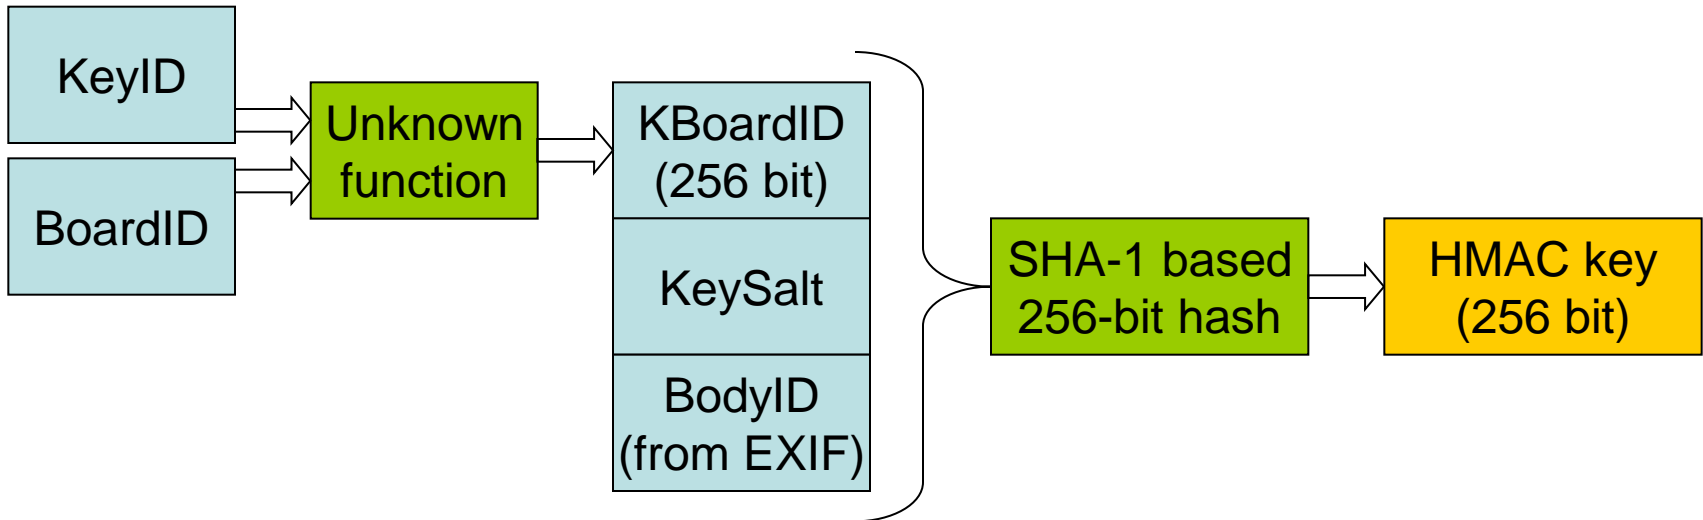 KeyID
BoardID
Unknown
function
KBoardID
(256 bit)
KeySalt
BodyID
(from EXIF)
SHA-1 based
256-bit hash
HMAC key
(256 bit)